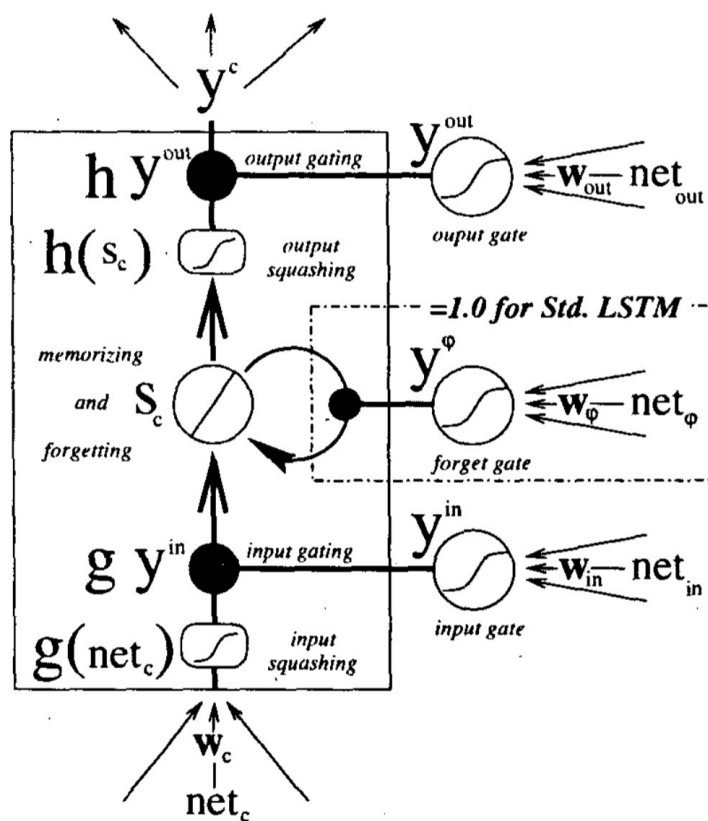 y^c
y^out
h y^out
output gating
w_out net_out
h(s_c)
output squashing
ouput gate
=1.0 for Std. LSTM
memorizing and forgetting
s_c
y^φ
w_φ net_φ
forget gate
y^in
g y^in
input gating
w_in net_in
g(net_c)
input squashing
input gate
w_c
net_c